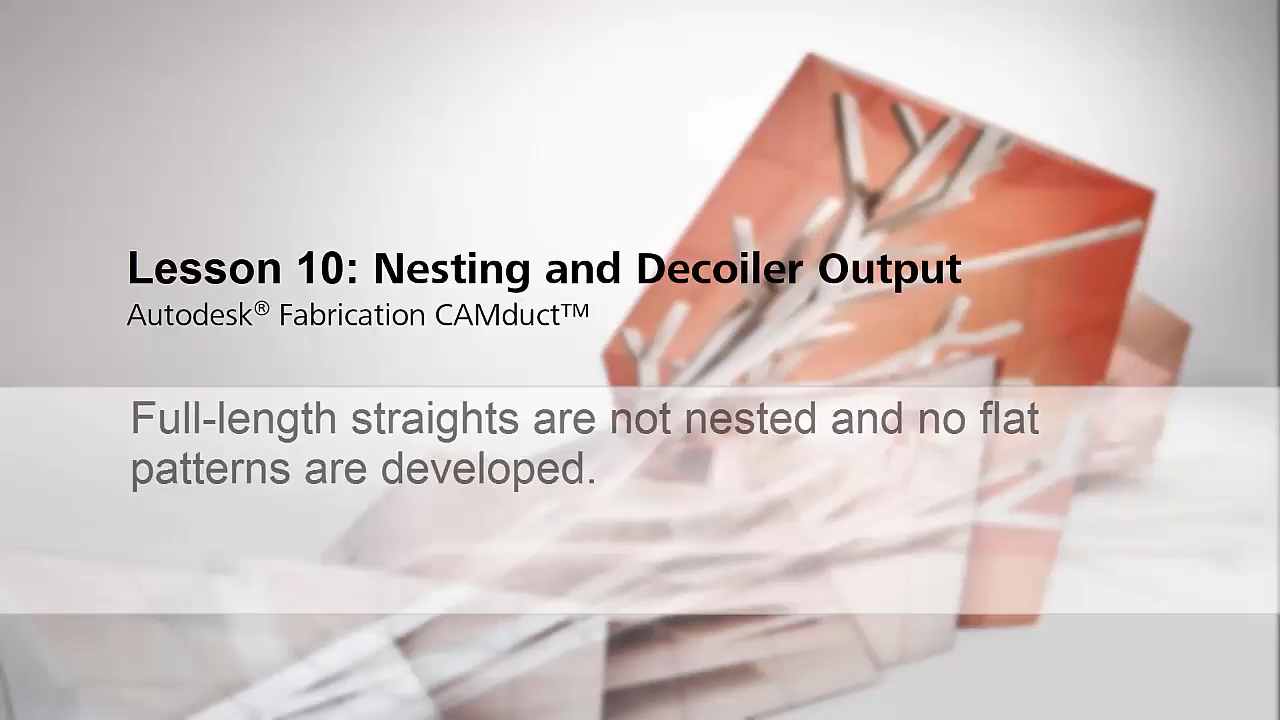 Lesson 10: Nesting and Decoiler Output
Autodesk® Fabrication CAMduct™
Full-length straights are not nested and no flat
patterns are developed.